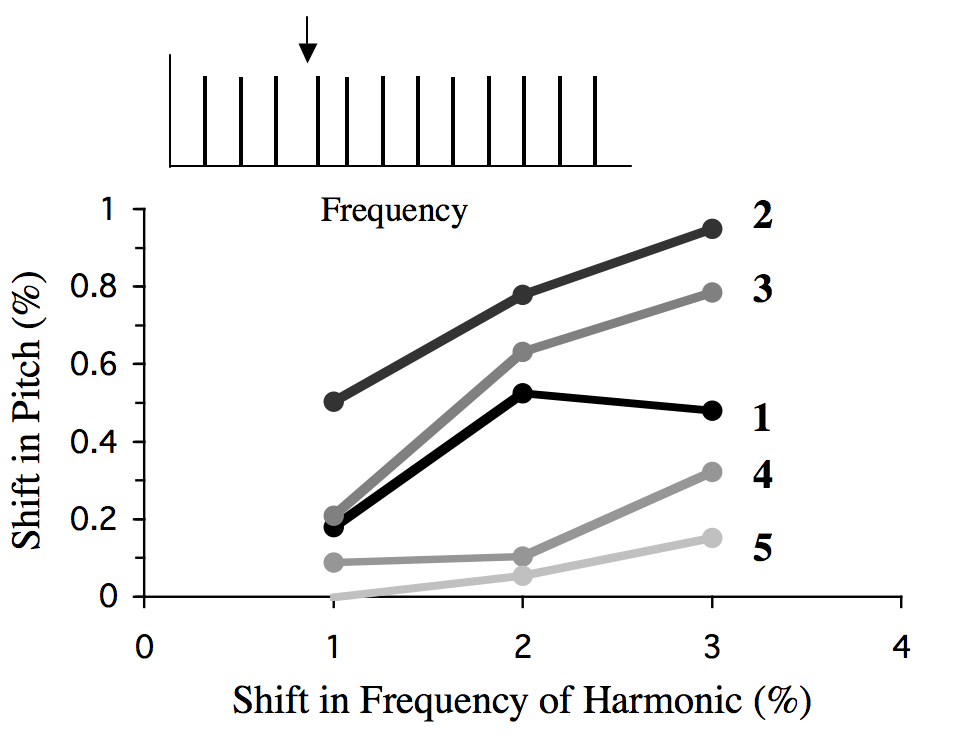 Frequency
1
0.8
0.6
0.4
0.2
0
Shift in Pitch (%)
2
3
1
4
5
0 1 2 3 4
Shift in Frequency of Harmonic (%)